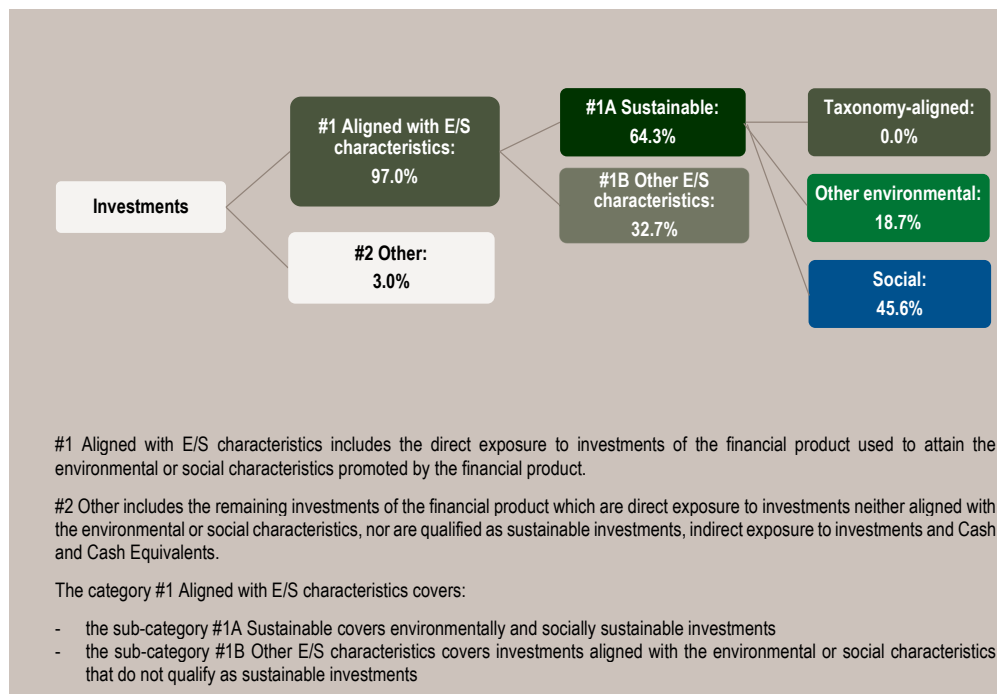 #1 Aligned with E/S
characteristics:
97.0%
#1A Sustainable:
64.3%
Taxonomy-aligned:
0.0%
Investments
#1B Other E/S
characteristics:
32.7%
Other environmental:
18.7%
#2 Other:
3.0%
Social:
45.6%
#1 Aligned with E/S characteristics includes the direct exposure to investments of the financial product used to attain the
environmental or social characteristics promoted by the financial product.
#2 Other includes the remaining investments of the financial product which are direct exposure to investments neither aligned with
the environmental or social characteristics, nor are qualified as sustainable investments, indirect exposure to investments and Cash
and Cash Equivalents.
The category #1 Aligned with E/S characteristics covers:
- the sub-category #1A Sustainable covers environmentally and socially sustainable investments
- the sub-category #1B Other E/S characteristics covers investments aligned with the environmental or social characteristics
that do not qualify as sustainable investments